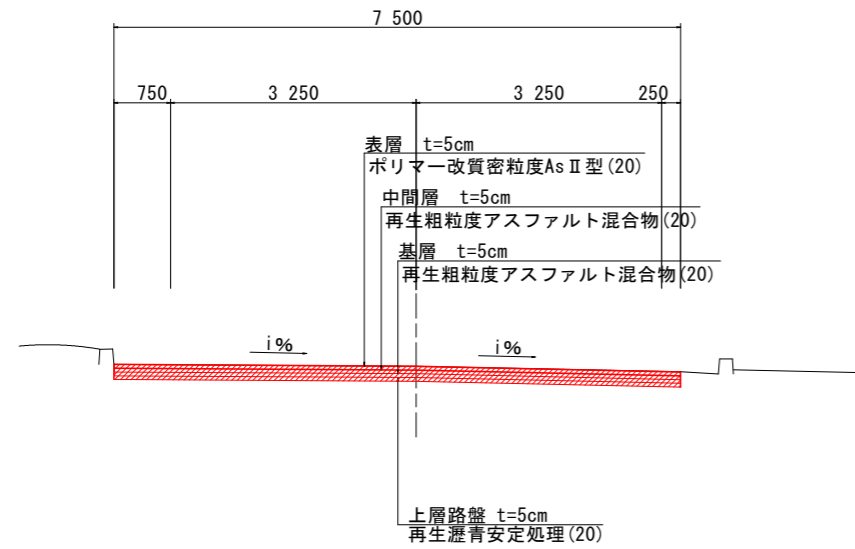 7 500
750 3 250 3 250 250
表層 t=5cm
ポリマー改質密粒度AsⅡ型(20)
中間層 t=5cm
再生粗粒度アスファルト混合物(20)
基層 t=5cm
再生粗粒度アスファルト混合物(20)
i% i%
上層路盤 t=5cm
再生瀝青安定処理(20)